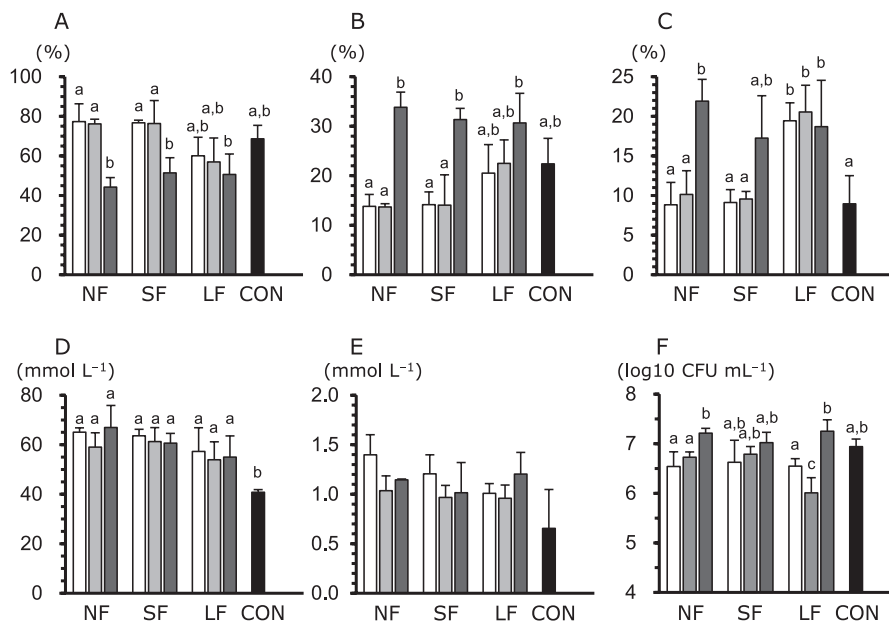 A
(%)
100
80
60
40
20
0
a
a
b
a
a
b
a,b
a,b
b
a,b
NF
SF
LF
CON
B
(%)
40
30
20
10
0
a
a
b
a
a
b
a,b
a,b
b
a,b
NF
SF
LF
CON
C
(%)
25
20
15
10
5
0
a
a
b
a
a
a,b
b
b
b
a
NF
SF
LF
CON
D
(mmol L⁻¹)
80
60
40
20
0
a
a
a
a
a
a
a
a
a
b
NF
SF
LF
CON
E
(mmol L⁻¹)
2.0
1.5
1.0
0.5
0.0
NF
SF
LF
CON
F
(log10 CFU mL⁻¹)
8
7
6
5
4
a
a
b
a,b
a,b
a,b
a
c
b
a,b
NF
SF
LF
CON